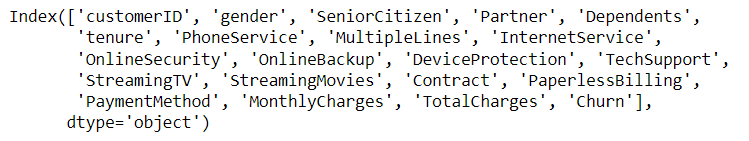 Index(['customerID', 'gender', 'SeniorCitizen', 'Partner', 'Dependents',
'tenure', 'PhoneService', 'MultipleLines', 'InternetService',
'OnlineSecurity', 'OnlineBackup', 'DeviceProtection', 'TechSupport',
'StreamingTV', 'StreamingMovies', 'Contract', 'PaperlessBilling',
'PaymentMethod', 'MonthlyCharges', 'TotalCharges', 'Churn'],
dtype='object')